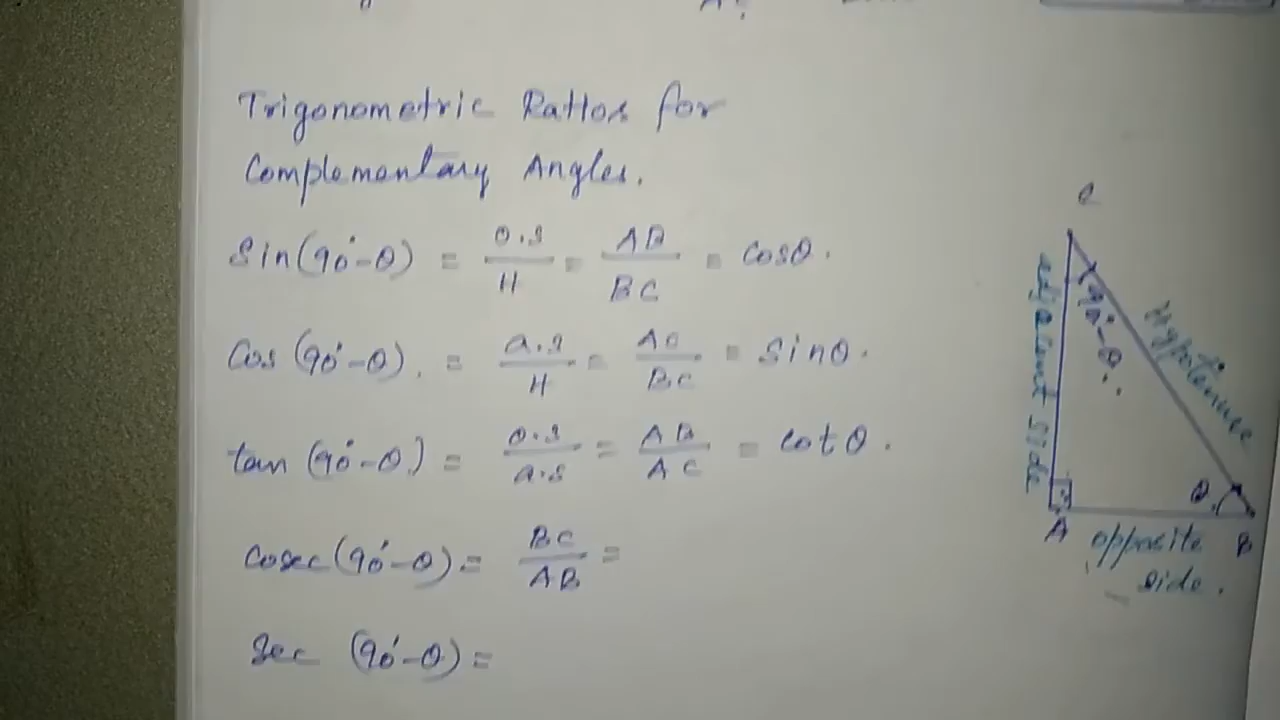 Trigonometric Ratios for
Complementary Angles.
Sin(90°-θ) = O.S/H = AB/BC = Cosθ.
Cos (90°-θ) = a.s/H = AC/BC = Sinθ.
tan (90°-θ) = O.S/a.s = AB/AC = Cotθ.
Cosec(90°-θ) = BC/AB =
Sec (90°-θ) =
C
90°-θ
adjacent side
Hypotenuse
θ
A
B
opposite
side.